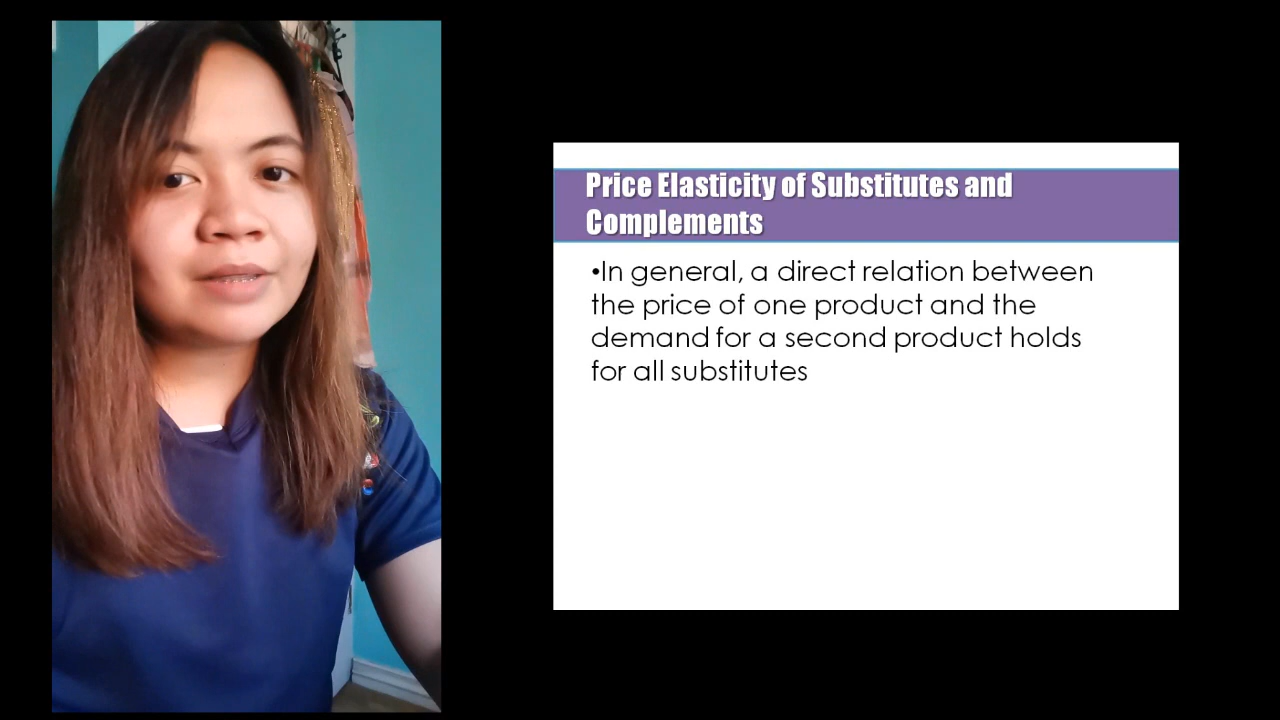 Price Elasticity of Substitutes and
Complements
•In general, a direct relation between
the price of one product and the
demand for a second product holds
for all substitutes